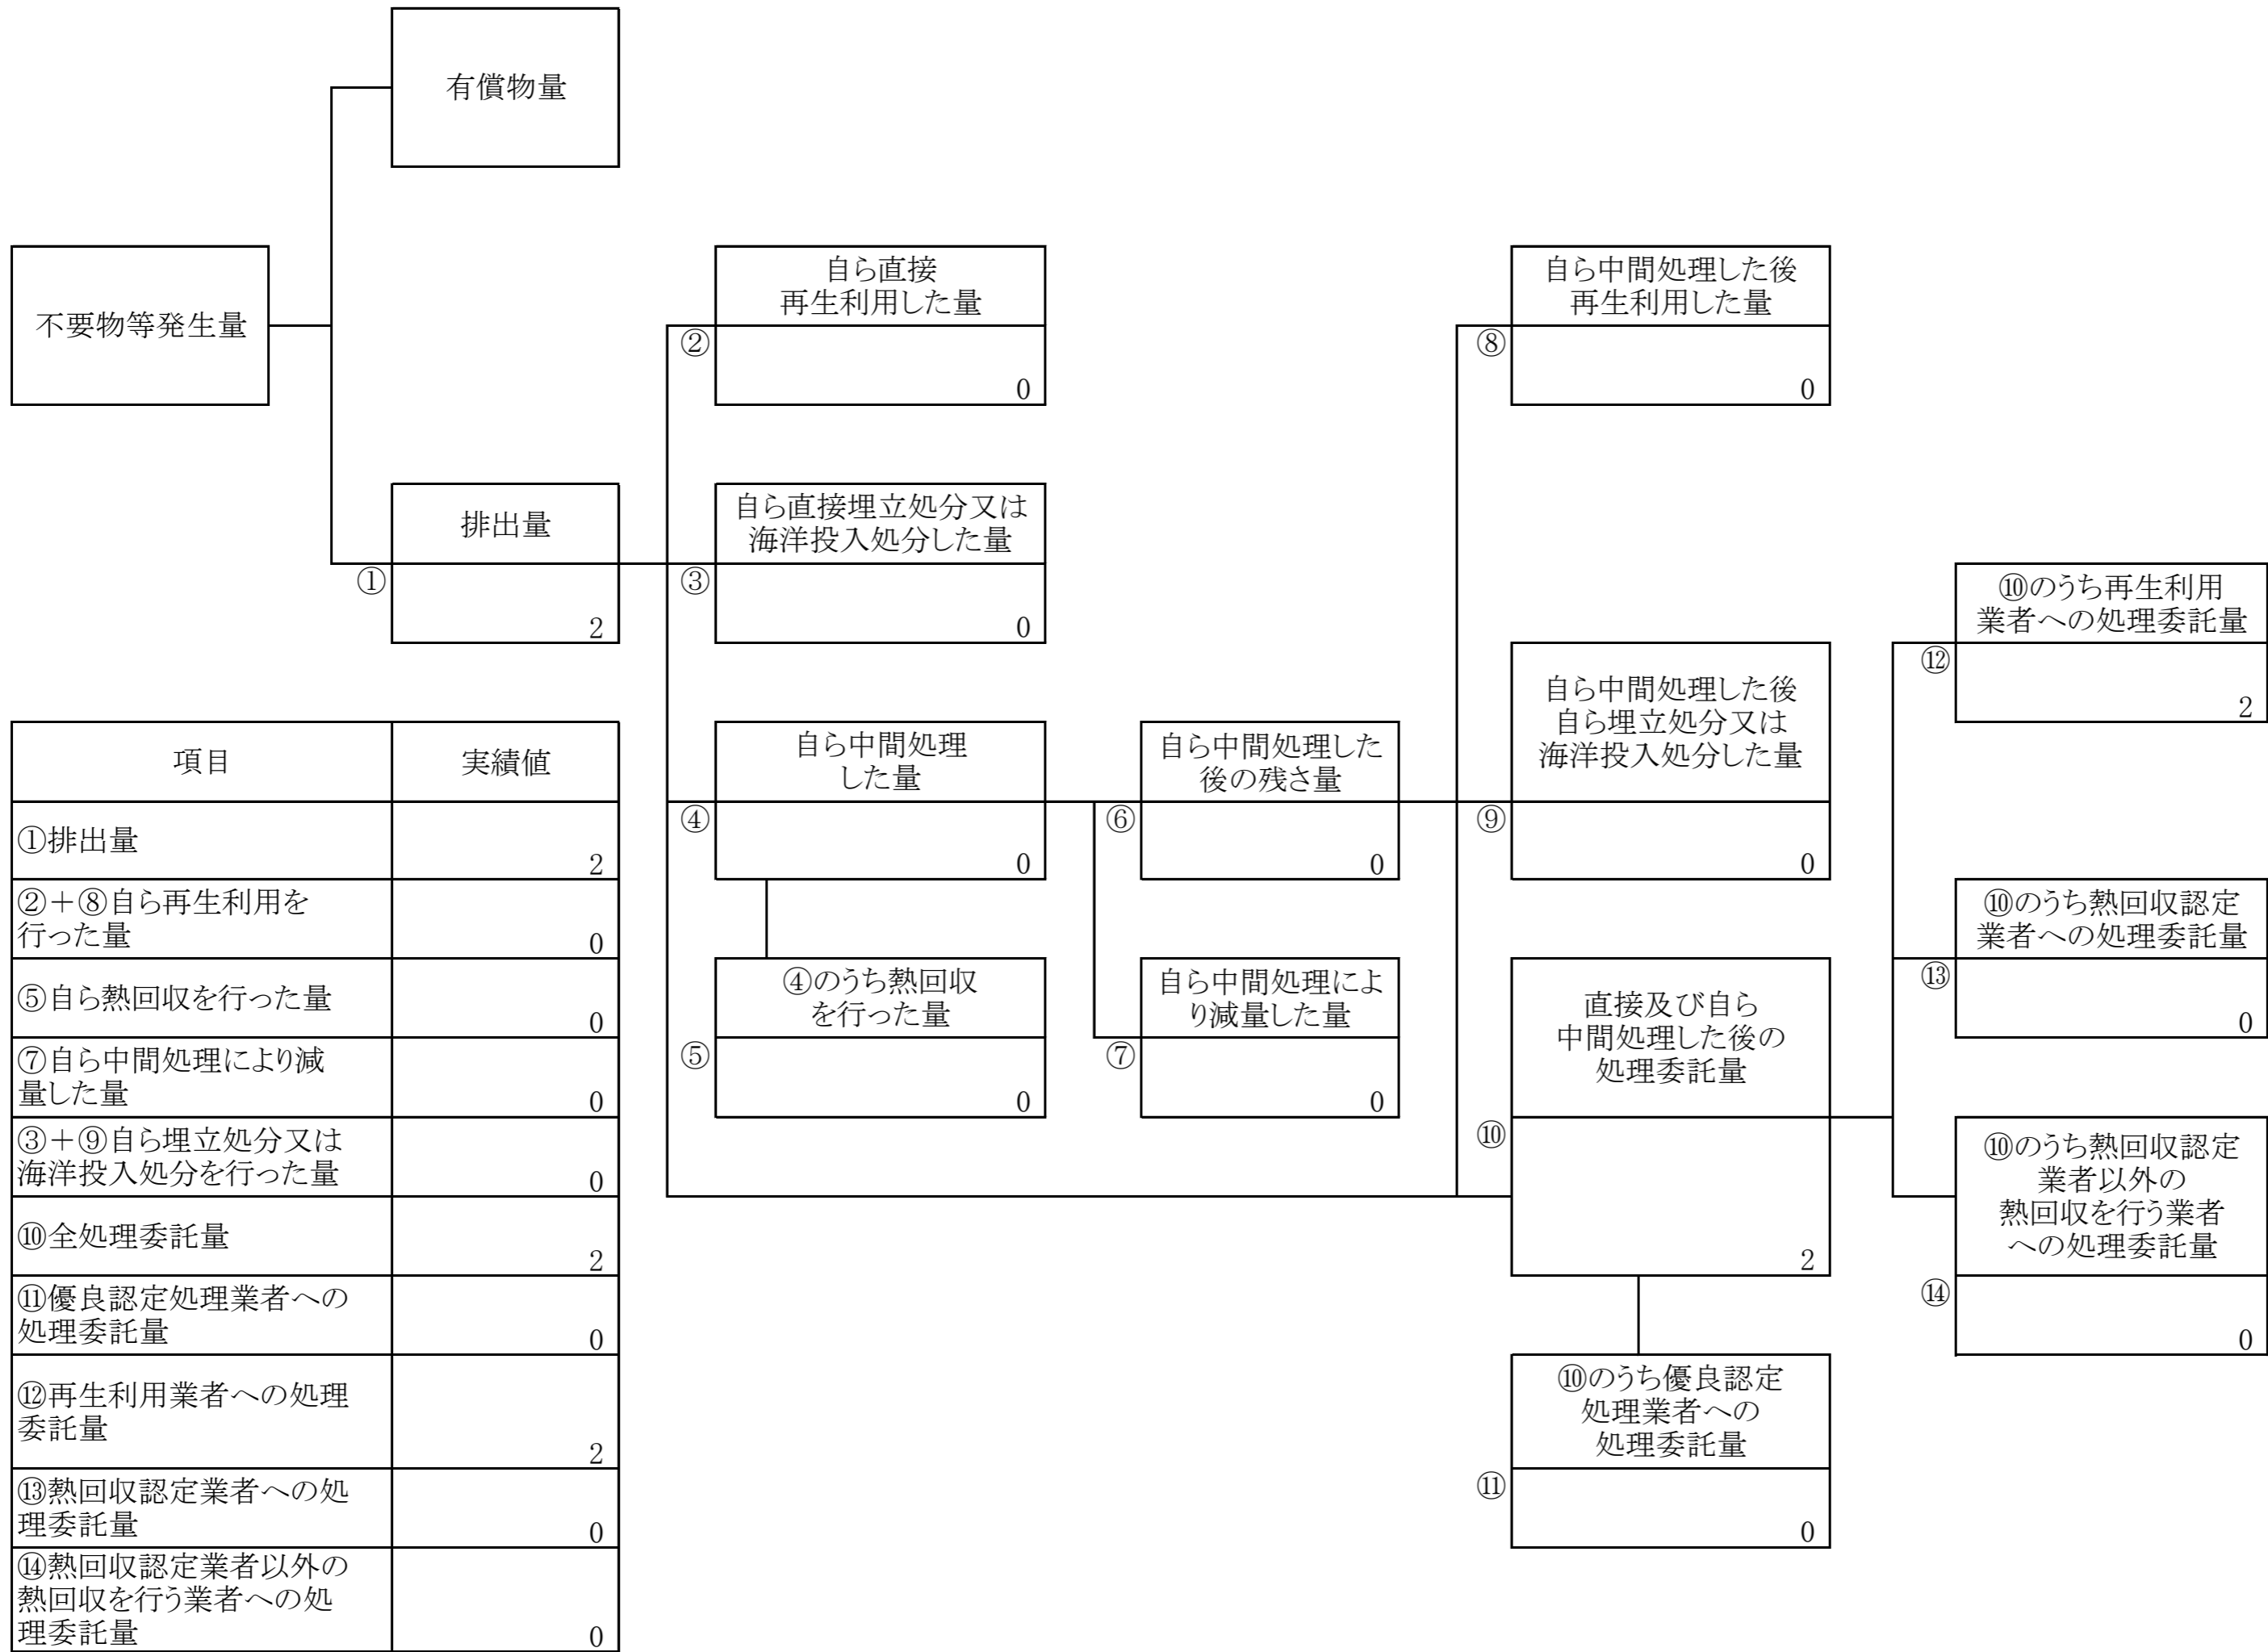 有償物量
不要物等発生量
自ら直接
再生利用した量
②
0
自ら中間処理した後
再生利用した量
⑧
0
排出量
①
2
自ら直接埋立処分又は
海洋投入処分した量
③
0
⑩のうち再生利用
業者への処理委託量
⑫
2
自ら中間処理
した量
④
0
自ら中間処理した
後の残さ量
⑥
0
自ら中間処理した後
自ら埋立処分又は
海洋投入処分した量
⑨
0
⑩のうち熱回収認定
業者への処理委託量
⑬
0
④のうち熱回収
を行った量
⑤
0
自ら中間処理によ
り減量した量
⑦
0
直接及び自ら
中間処理した後の
処理委託量
⑩
2
⑩のうち熱回収認定
業者以外の
熱回収を行う業者
への処理委託量
⑭
0
⑩のうち優良認定
処理業者への
処理委託量
⑪
0
項目 実績値
①排出量
2
②+⑧自ら再生利用を
行った量
0
⑤自ら熱回収を行った量
0
⑦自ら中間処理により減
量した量
0
③+⑨自ら埋立処分又は
海洋投入処分を行った量
0
⑩全処理委託量
2
⑪優良認定処理業者への
処理委託量
0
⑫再生利用業者への処理
委託量
2
⑬熱回収認定業者への処
理委託量
0
⑭熱回収認定業者以外の
熱回収を行う業者への処
理委託量
0